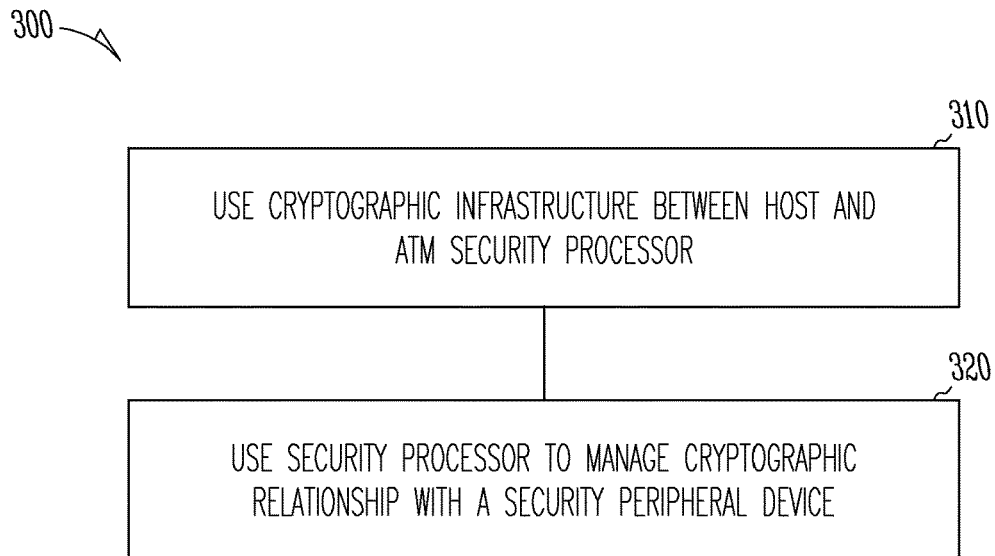 300
310
USE CRYPTOGRAPHIC INFRASTRUCTURE BETWEEN HOST AND
ATM SECURITY PROCESSOR
320
USE SECURITY PROCESSOR TO MANAGE CRYPTOGRAPHIC
RELATIONSHIP WITH A SECURITY PERIPHERAL DEVICE